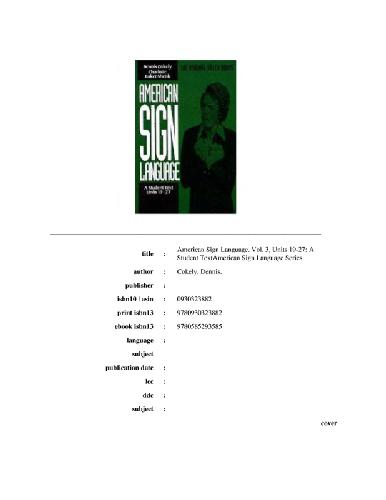 Dennis Cokely
Charlotte
Baker-Shenk
AMERICAN
SIGN
LANGUAGE
A Student Text
Units 19-27
title :
American Sign Language. Vol. 3, Units 19-27: A
Student TextAmerican Sign Language Series
author : Cokely, Dennis.
publisher :
isbn10 | asin : 0930323882
print isbn13 : 9780930323882
ebook isbn13 : 9780585293585
language :
subject
publication date :
lcc :
ddc :
subject :
cover